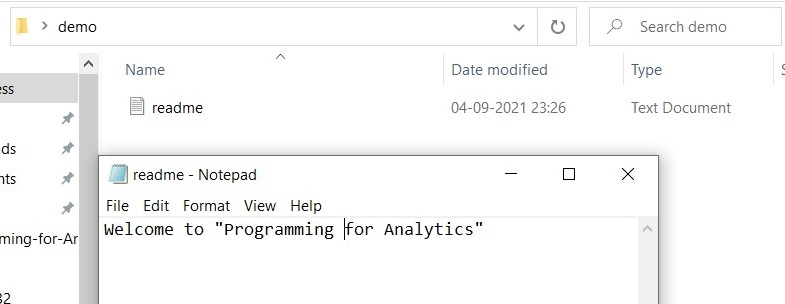 demo
Search demo
Name
Date modified
Type
readme
04-09-2021 23:26
Text Document
ess
ds
nts
ming-for-Ar
32
readme - Notepad
File Edit Format View Help
Welcome to "Programming for Analytics"